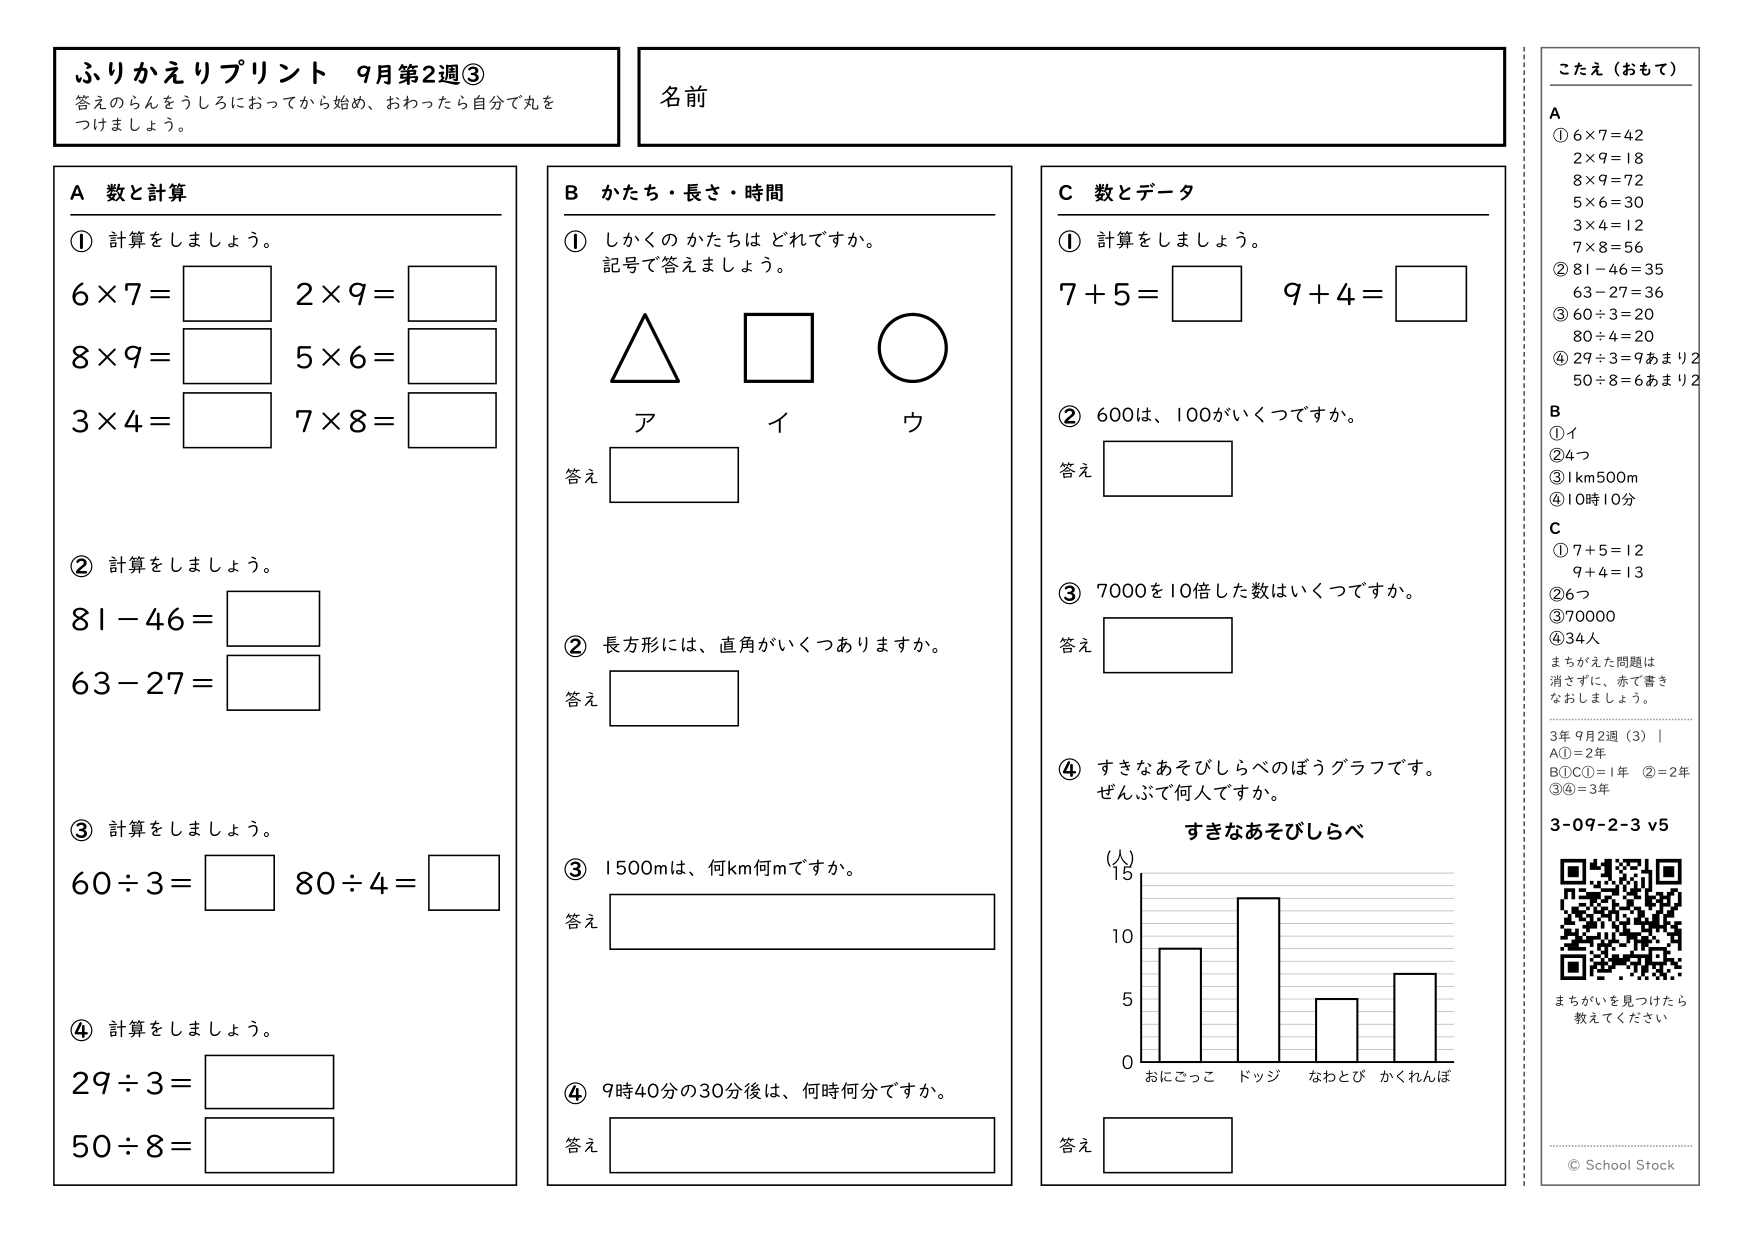 ふりかえりプリント　9月第2週③
答えのらんをうしろにおってから始め、おわったら自分で丸を
つけましょう。
名前
A　数と計算
① 計算をしましょう。
6×7＝　2×9＝
8×9＝　5×6＝
3×4＝　7×8＝
② 計算をしましょう。
81－46＝
63－27＝
③ 計算をしましょう。
60÷3＝　80÷4＝
④ 計算をしましょう。
29÷3＝
50÷8＝
B　かたち・長さ・時間
① しかくの かたちは どれですか。
記号で答えましょう。
ア　イ　ウ
答え
② 長方形には、直角がいくつありますか。
答え
③ 1500mは、何km何mですか。
答え
④ 9時40分の30分後は、何時何分ですか。
答え
C　数とデータ
① 計算をしましょう。
7＋5＝　9＋4＝
② 600は、100がいくつですか。
答え
③ 7000を10倍した数はいくつですか。
答え
④ すきなあそびしらべのぼうグラフです。
ぜんぶで何人ですか。
すきなあそびしらべ
(人)
15
10
5
0
おにごっこ　ドッジ　なわとび　かくれんぼ
答え
こたえ（おもて）
A
① 6×7＝42
2×9＝18
8×9＝72
5×6＝30
3×4＝12
7×8＝56
② 81－46＝35
63－27＝36
③ 60÷3＝20
80÷4＝20
④ 29÷3＝9あまり2
50÷8＝6あまり2
B
①イ
②4つ
③1km500m
④10時10分
C
① 7＋5＝12
9＋4＝13
②6つ
③70000
④34人
まちがえた問題は
消さずに、赤で書き
なおしましょう。
3年 9月2週（3）｜
A①＝2年
B①C①＝1年　②＝2年
③④＝3年
3-09-2-3 v5
まちがいを見つけたら
教えてください
© School Stock